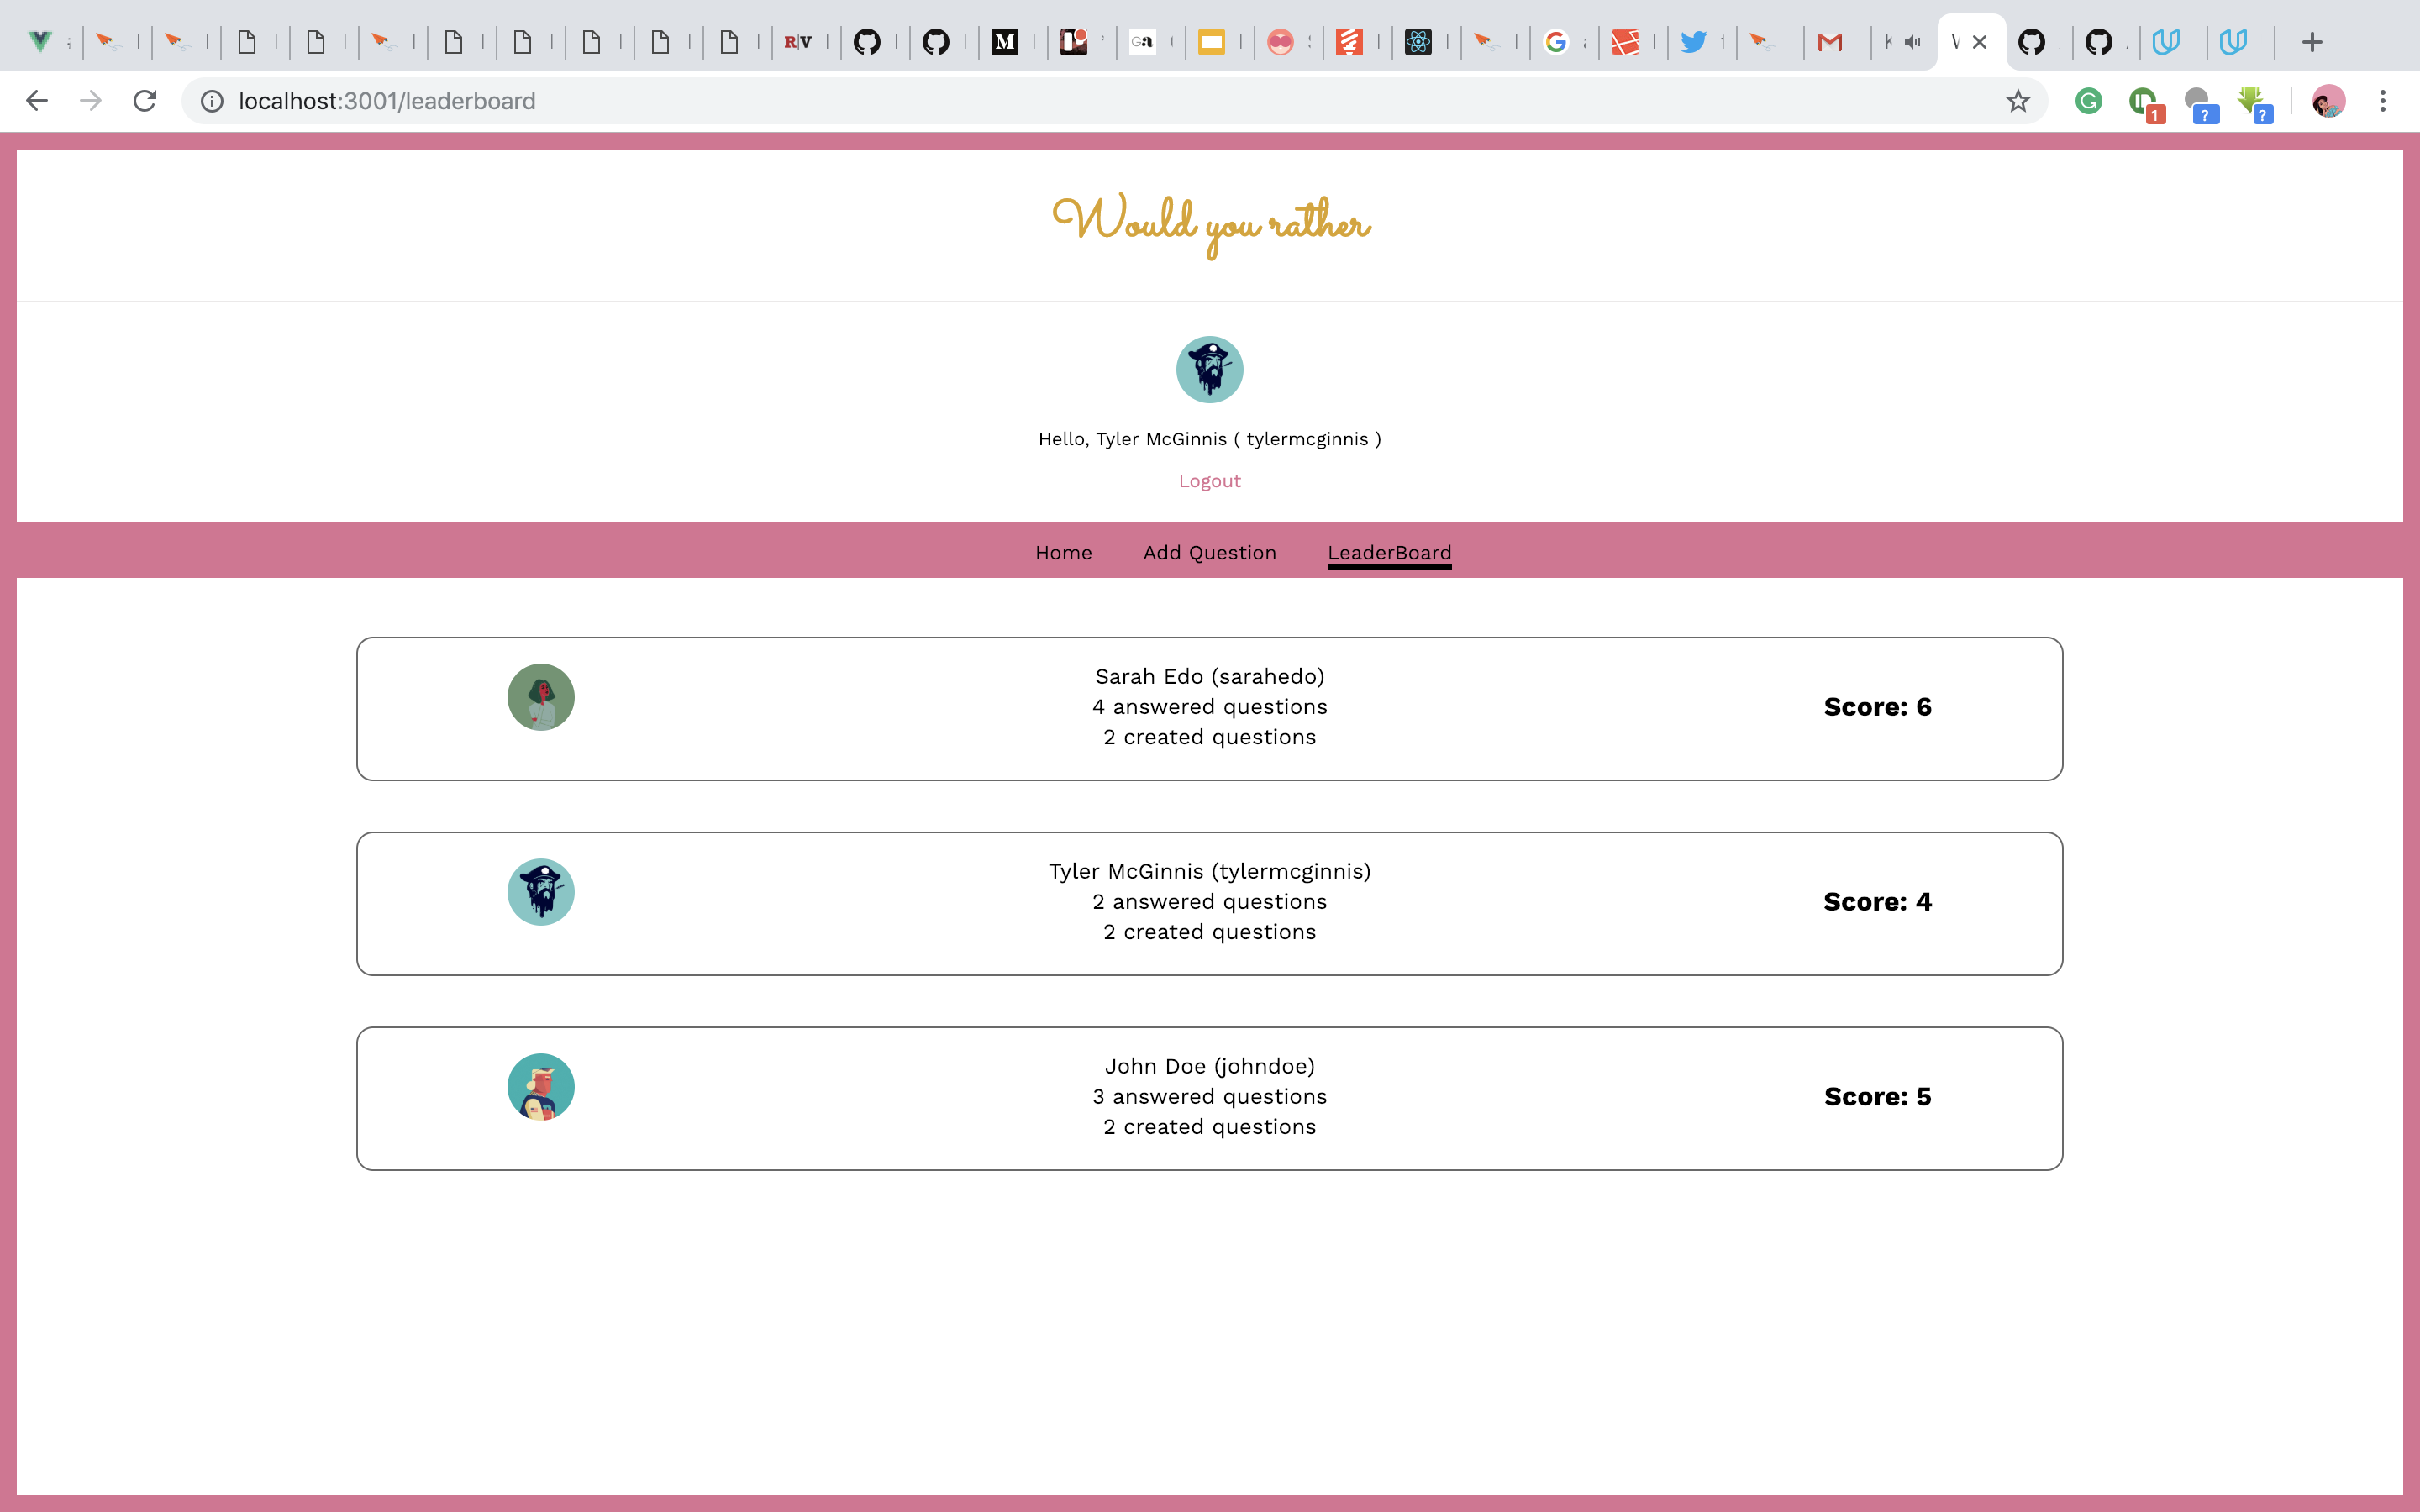 R|V
M
Ga
localhost:3001/leaderboard
1
?
?
Would you rather
Hello, Tyler McGinnis ( tylermcginnis )
Logout
Home Add Question LeaderBoard
Sarah Edo (sarahedo)
4 answered questions
2 created questions
Score: 6
Tyler McGinnis (tylermcginnis)
2 answered questions
2 created questions
Score: 4
John Doe (johndoe)
3 answered questions
2 created questions
Score: 5